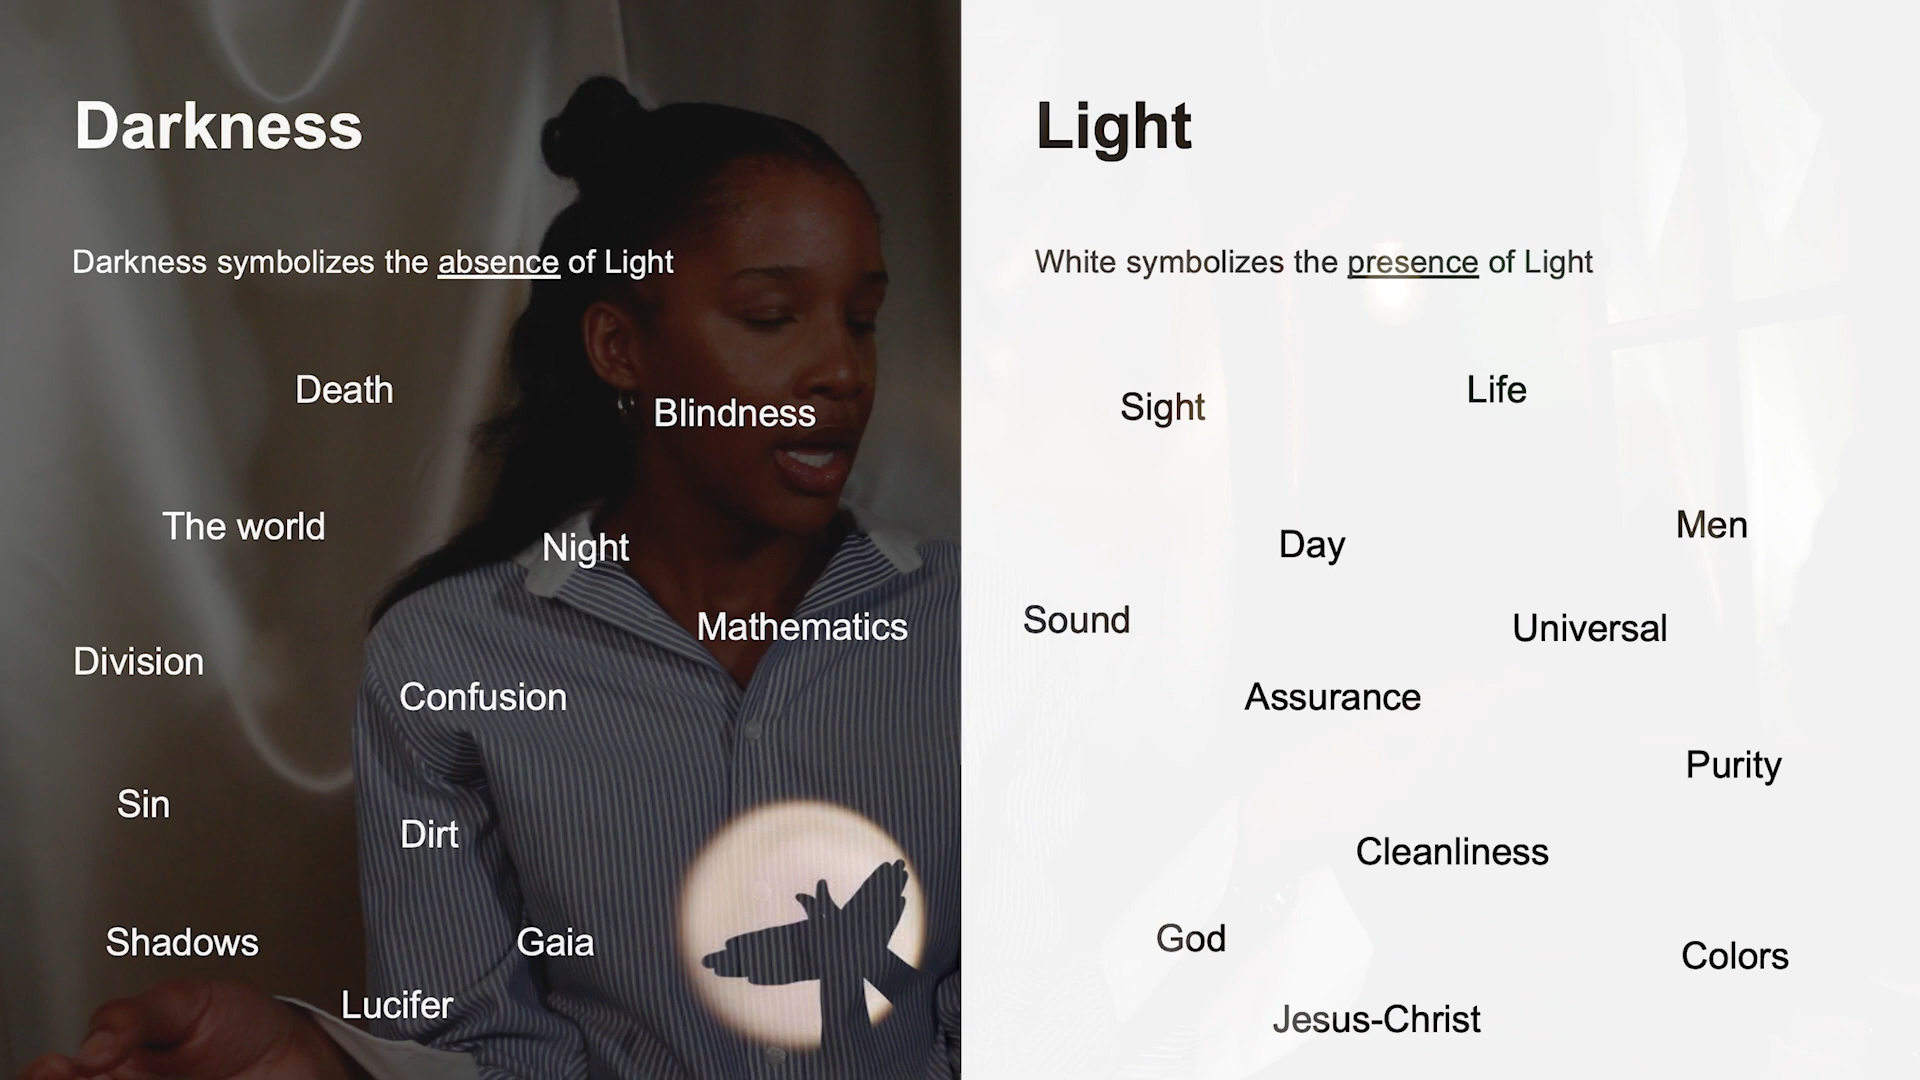 Darkness
Darkness symbolizes the absence of Light
Death
Blindness
The world
Night
Mathematics
Division
Confusion
Sin
Dirt
Shadows
Gaia
Lucifer
Light
White symbolizes the presence of Light
Sight
Life
Men
Day
Sound
Universal
Assurance
Purity
Cleanliness
God
Colors
Jesus-Christ